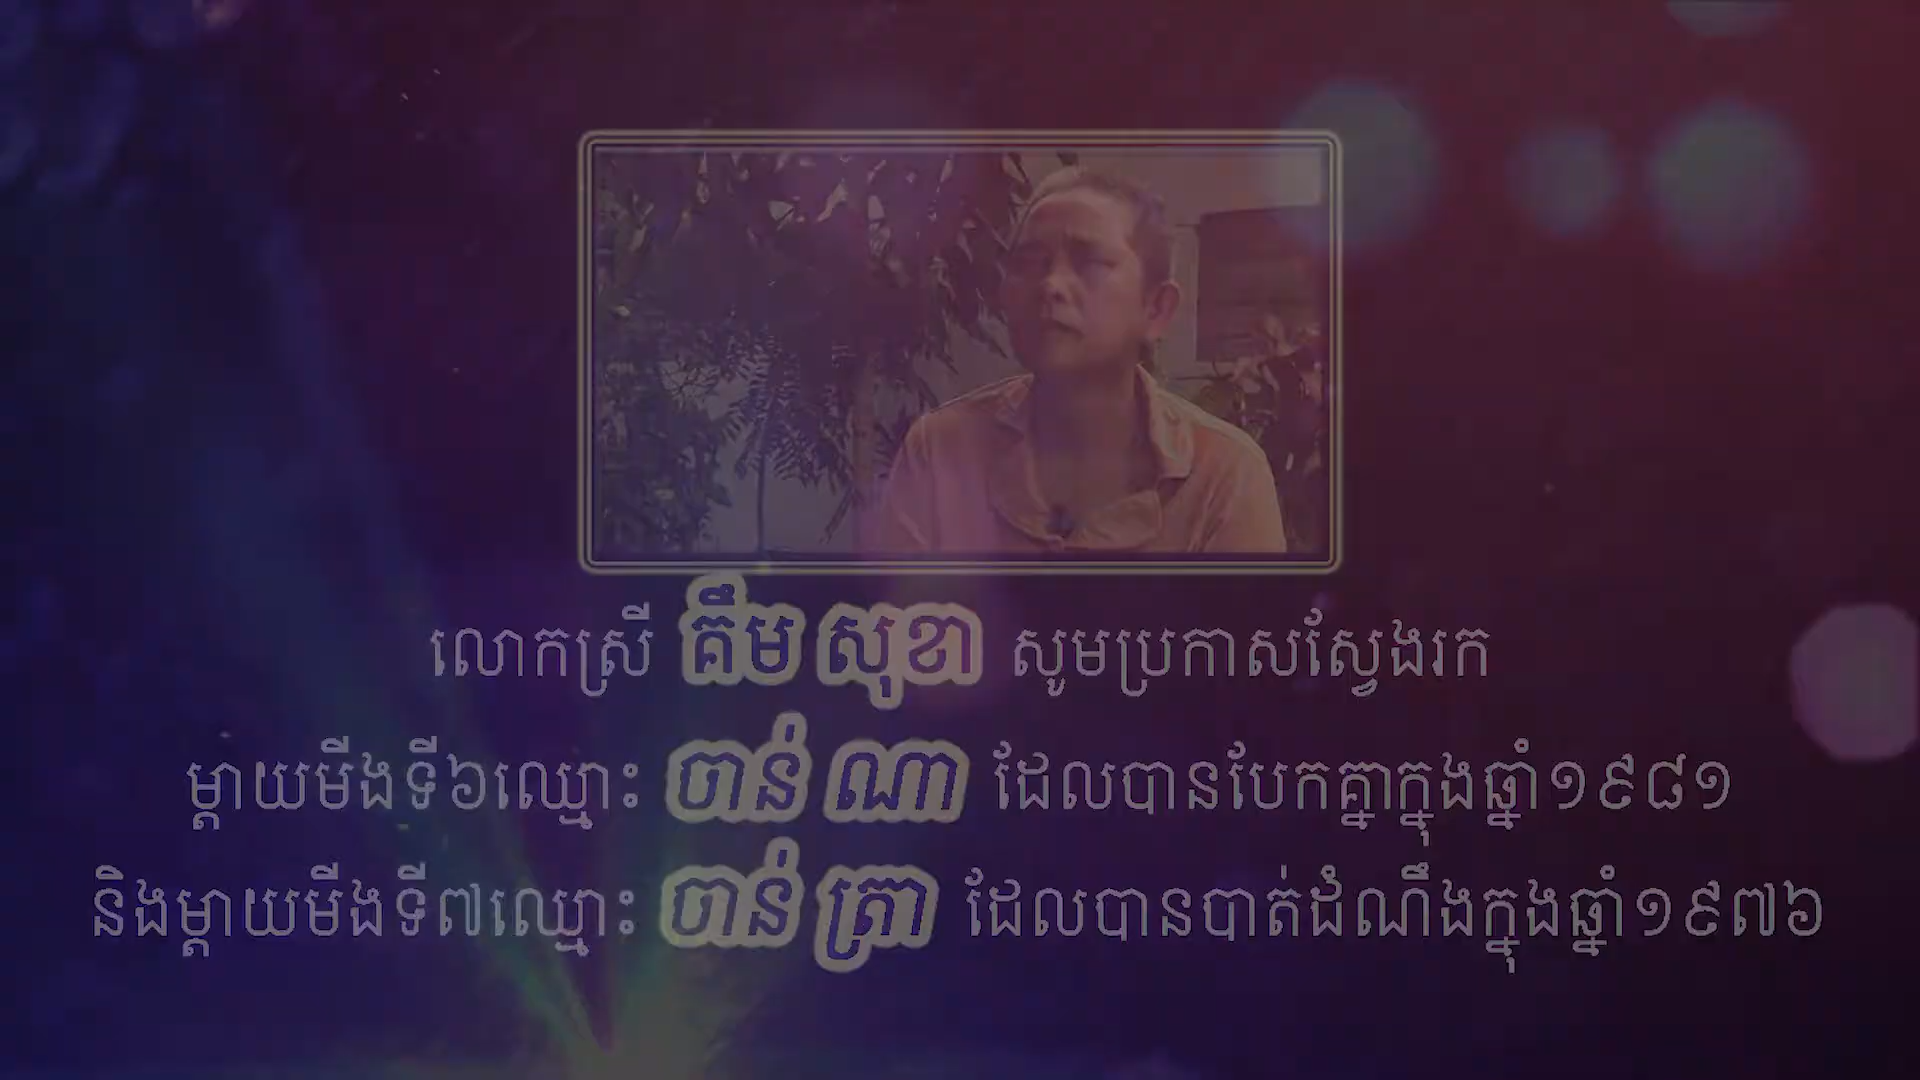 លោកស្រី គឹម សុខា សូមប្រកាសស្វែងរក
ម្តាយមីងទី៦ឈ្មោះ ចាន់ ណា ដែលបានបែកគ្នាក្នុងឆ្នាំ១៩៨១
និងម្តាយមីងទី៧ឈ្មោះ ចាន់ ត្រា ដែលបានបាត់ដំណឹងក្នុងឆ្នាំ១៩៧៦